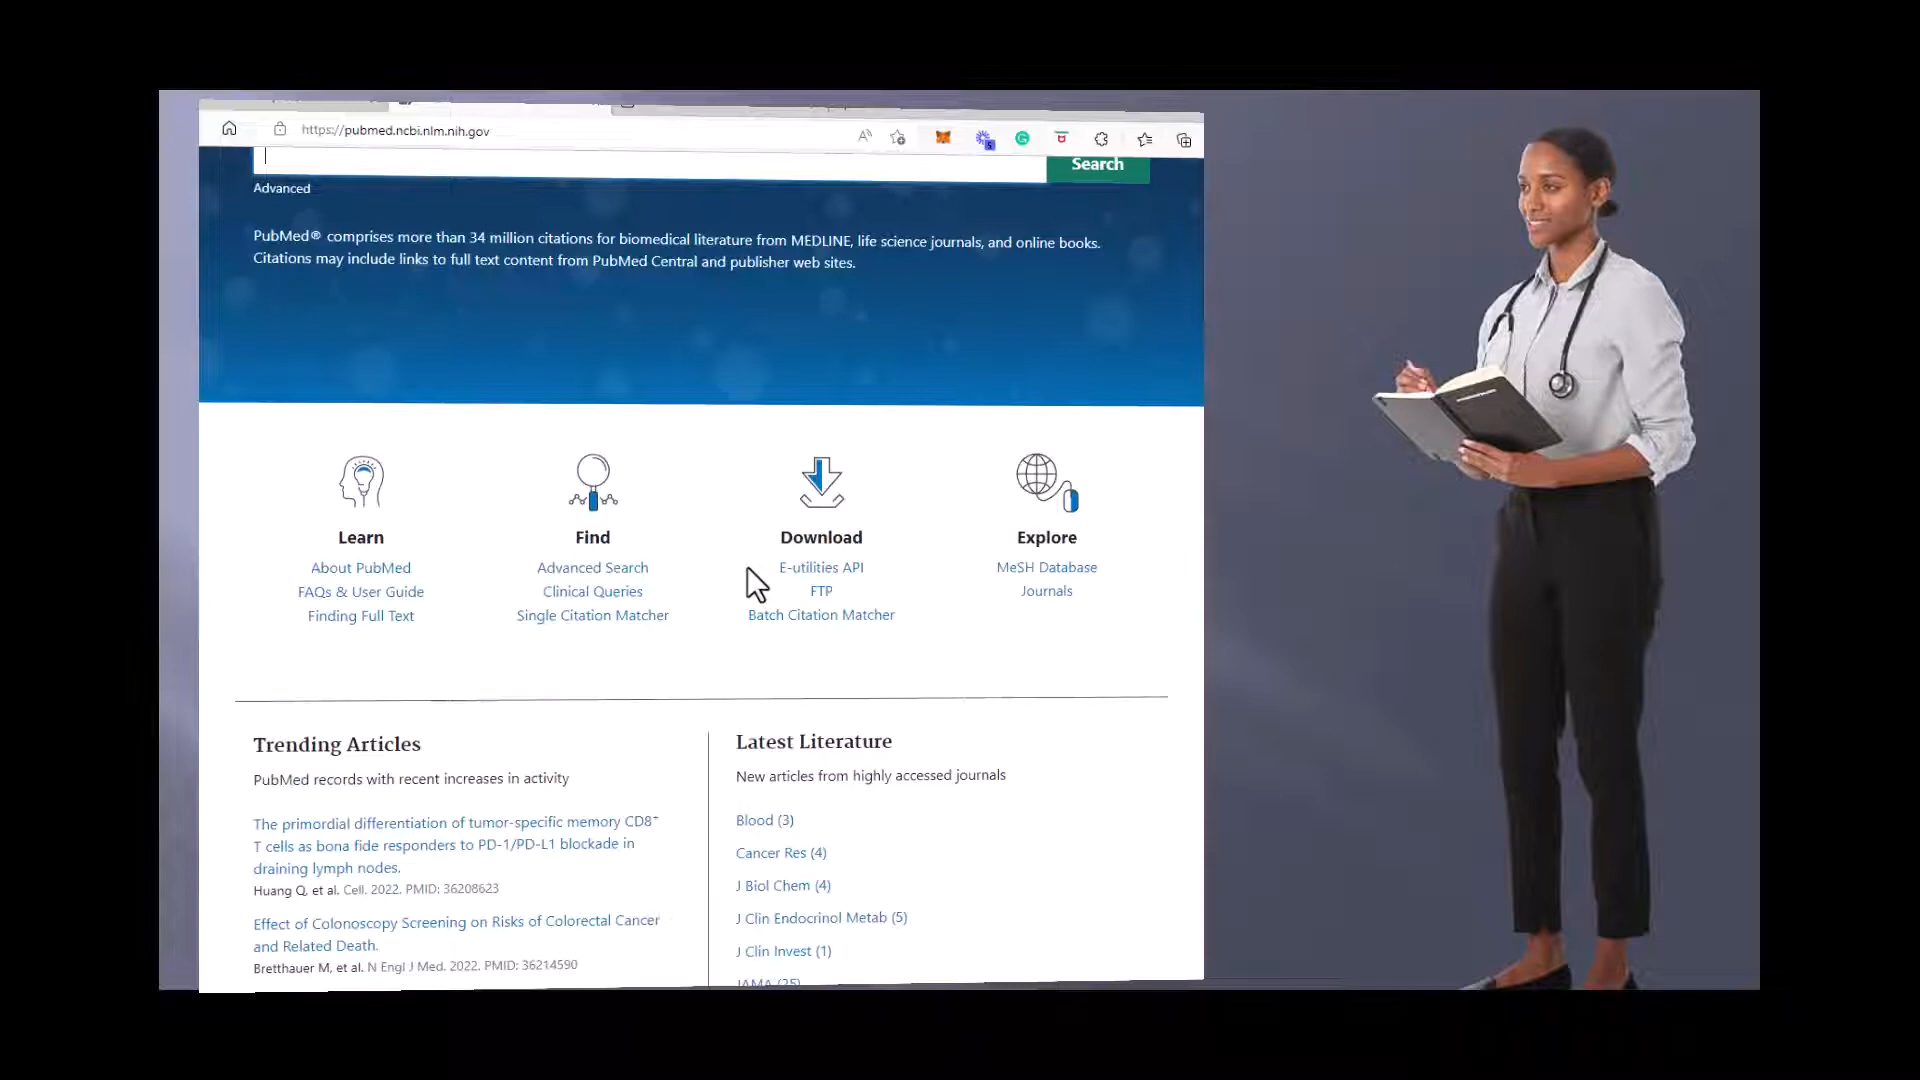 https://pubmed.ncbi.nlm.nih.gov
5
Search
Advanced
PubMed® comprises more than 34 million citations for biomedical literature from MEDLINE, life science journals, and online books.
Citations may include links to full text content from PubMed Central and publisher web sites.
Learn
Find
Download
Explore
About PubMed
Advanced Search
E-utilities API
MeSH Database
FAQs & User Guide
Clinical Queries
FTP
Journals
Finding Full Text
Single Citation Matcher
Batch Citation Matcher
Trending Articles
PubMed records with recent increases in activity
The primordial differentiation of tumor-specific memory CD8+
T cells as bona fide responders to PD-1/PD-L1 blockade in
draining lymph nodes.
Huang Q, et al. Cell. 2022. PMID: 36208623
Effect of Colonoscopy Screening on Risks of Colorectal Cancer
and Related Death.
Bretthauer M, et al. N Engl J Med. 2022. PMID: 36214590
Latest Literature
New articles from highly accessed journals
Blood (3)
Cancer Res (4)
J Biol Chem (4)
J Clin Endocrinol Metab (5)
J Clin Invest (1)
JAMA (25)